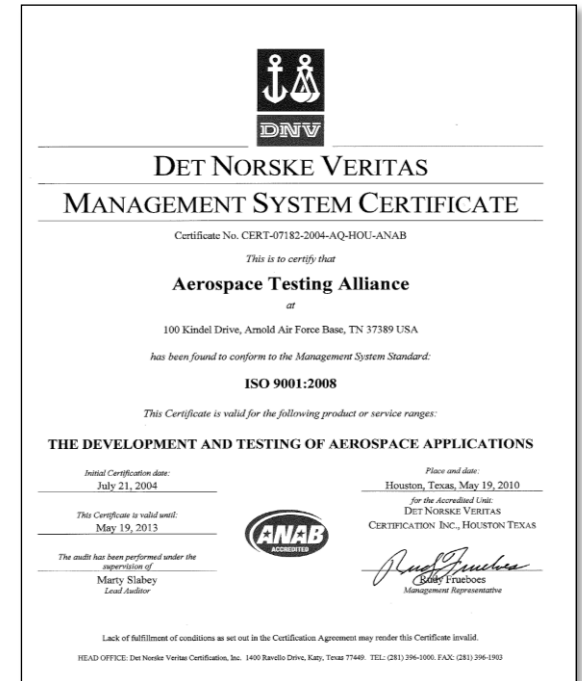 DNV
DET NORSKE VERITAS
MANAGEMENT SYSTEM CERTIFICATE
Certificate No. CERT-07182-2004-AQ-HOU-ANAB
This is to certify that
Aerospace Testing Alliance
at
100 Kindel Drive, Arnold Air Force Base, TN 37389 USA
has been found to conform to the Management System Standard:
ISO 9001:2008
This Certificate is valid for the following product or service ranges:
THE DEVELOPMENT AND TESTING OF AEROSPACE APPLICATIONS
Initial Certification date:
July 21, 2004
This Certificate is valid until:
May 19, 2013
The audit has been performed under the
supervision of
Marty Slabey
Lead Auditor
ANAB
ACCREDITED
Place and date:
Houston, Texas, May 19, 2010
for the Accredited Unit:
DET NORSKE VERITAS
CERTIFICATION INC., HOUSTON TEXAS
Rudy Frueboes
Rudy Frueboes
Management Representative
Lack of fulfillment of conditions as set out in the Certification Agreement may render this Certificate invalid.
HEAD OFFICE: Det Norske Veritas Certification, Inc. 1400 Ravello Drive, Katy, Texas 77449. TEL: (281) 396-1000. FAX: (281) 396-1903